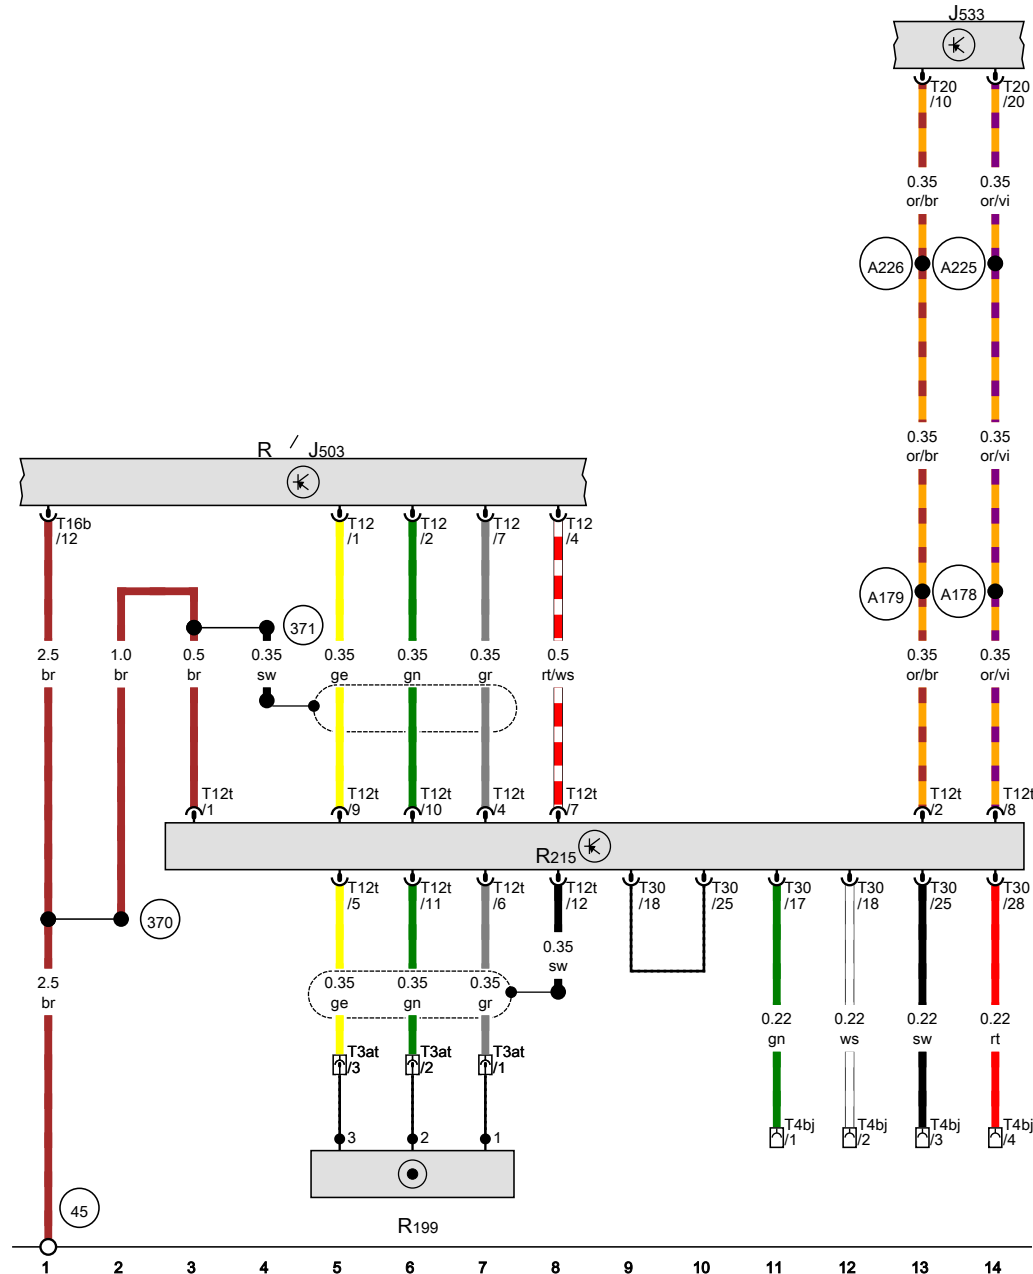 J533
T20 T20
/10 /20
0.35 0.35
or/br or/vi
A226 A225
0.35 0.35
or/br or/vi
R / J503
T16b T12 T12 T12 T12
/12 /1 /2 /7 /4
A179 A178
371
2.5 1.0 0.5 0.35 0.35 0.35 0.35 0.5 0.35 0.35
br br br sw ge gn gr rt/ws or/br or/vi
T12t T12t T12t T12t T12t T12t T12t
/1 /9 /10 /4 /7 /2 /8
R215
T12t T12t T12t T12t T30 T30 T30 T30 T30 T30
/5 /11 /6 /12 /18 /25 /17 /18 /25 /28
370
0.35
sw
2.5 0.35 0.35 0.35
br ge gn gr
0.22 0.22 0.22 0.22
gn ws sw rt
T3at T3at T3at
/3 /2 /1
T4bj T4bj T4bj T4bj
/1 /2 /3 /4
3 2 1
45
R199
1 2 3 4 5 6 7 8 9 10 11 12 13 14